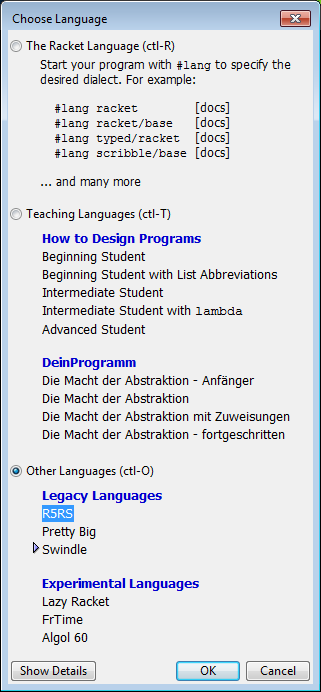 Choose Language
The Racket Language (ctl-R)
Start your program with #lang to specify the
desired dialect. For example:
#lang racket [docs]
#lang racket/base [docs]
#lang typed/racket [docs]
#lang scribble/base [docs]
... and many more
Teaching Languages (ctl-T)
How to Design Programs
Beginning Student
Beginning Student with List Abbreviations
Intermediate Student
Intermediate Student with lambda
Advanced Student
DeinProgramm
Die Macht der Abstraktion - Anfänger
Die Macht der Abstraktion
Die Macht der Abstraktion mit Zuweisungen
Die Macht der Abstraktion - fortgeschritten
Other Languages (ctl-O)
Legacy Languages
R5RS
Pretty Big
Swindle
Experimental Languages
Lazy Racket
FrTime
Algol 60
Show Details OK Cancel